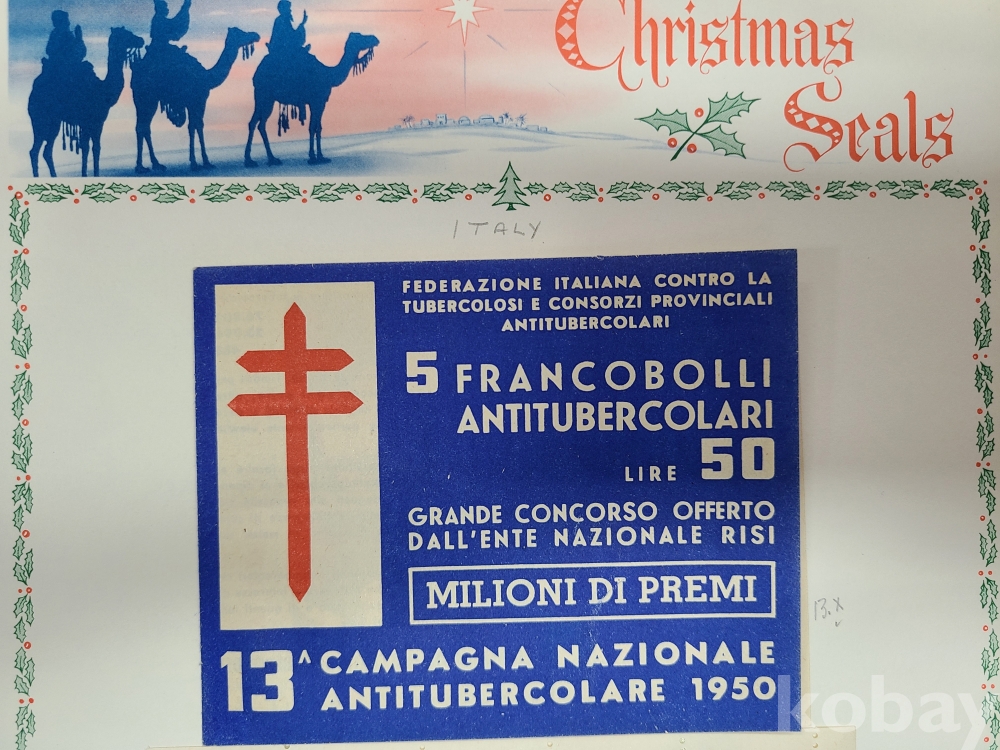 Christmas
Seals
ITALY
FEDERAZIONE ITALIANA CONTRO LA
TUBERCOLOSI E CONSORZI PROVINCIALI
ANTITUBERCOLARI
5 FRANCOBOLLI
ANTITUBERCOLARI
LIRE 50
GRANDE CONCORSO OFFERTO
DALL'ENTE NAZIONALE RISI
MILIONI DI PREMI
13^ CAMPAGNA NAZIONALE
ANTITUBERCOLARE 1950
13.x
kobay